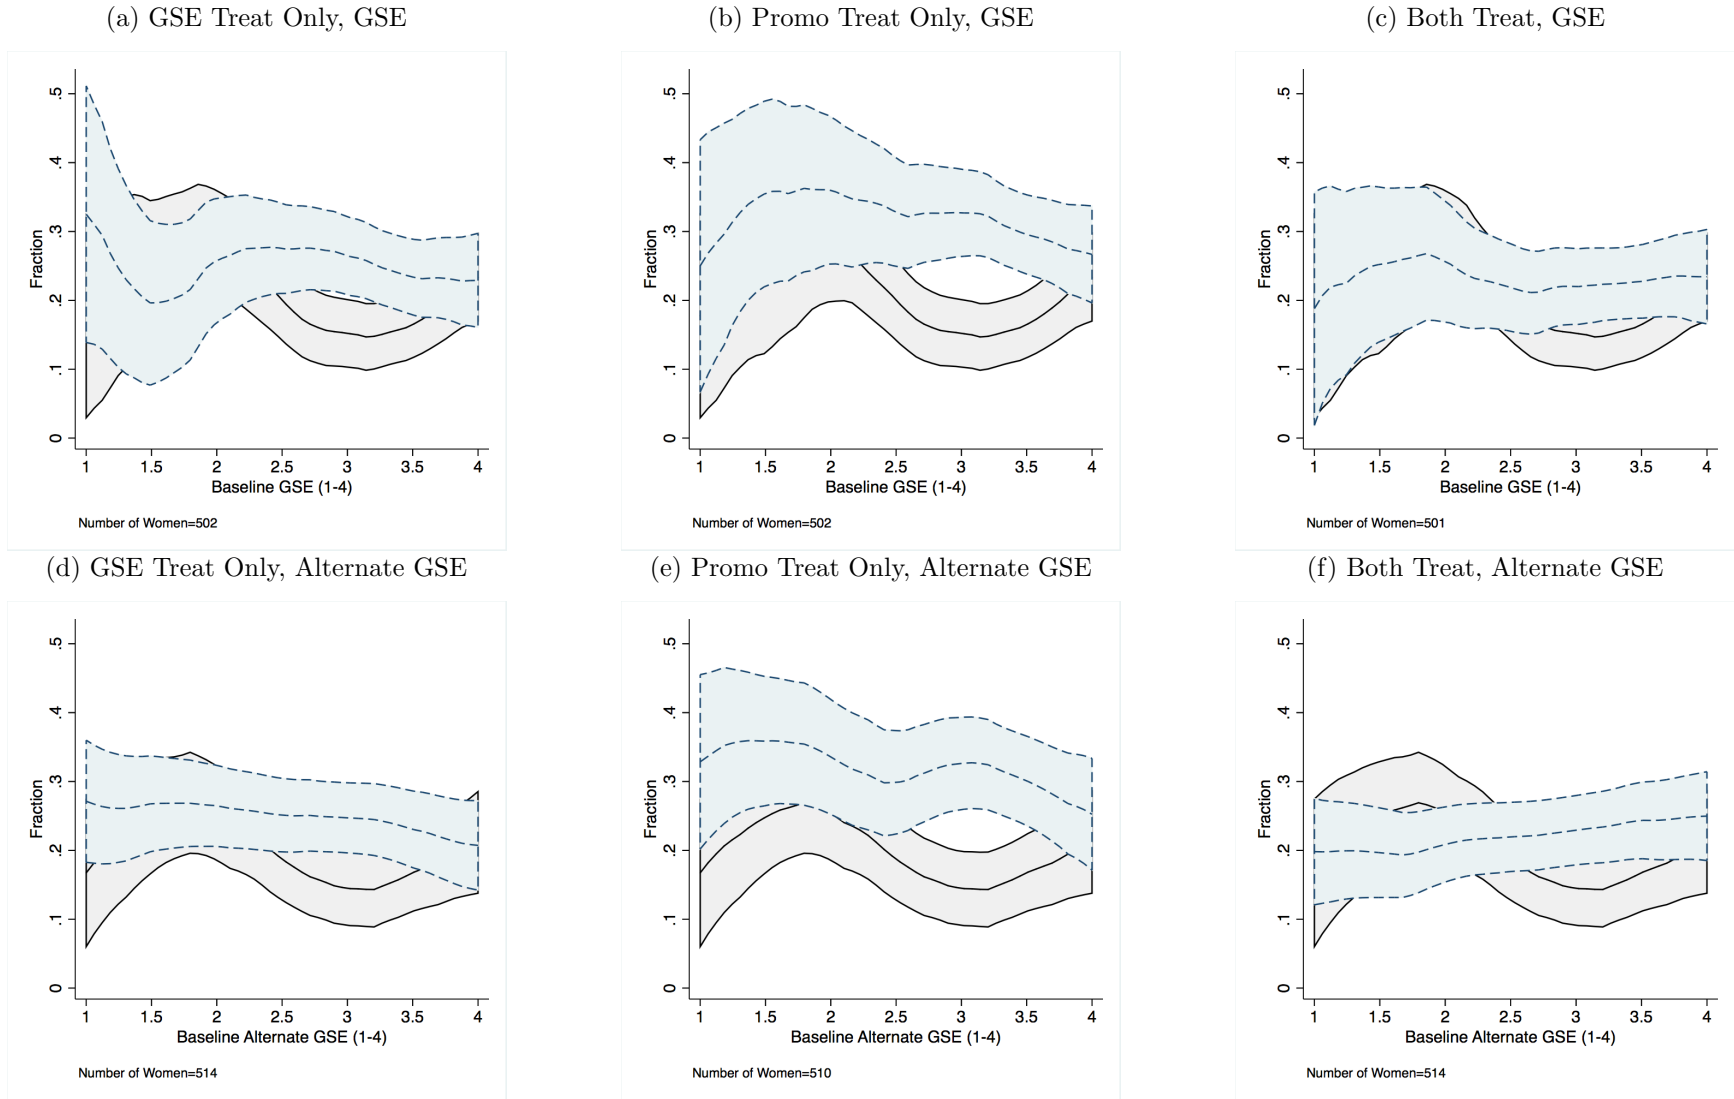 (a) GSE Treat Only, GSE
.5
.4
.3
.2
.1
0
Fraction
1 1.5 2 2.5 3 3.5 4
Baseline GSE (1-4)
Number of Women=502
(b) Promo Treat Only, GSE
.5
.4
.3
.2
.1
0
Fraction
1 1.5 2 2.5 3 3.5 4
Baseline GSE (1-4)
Number of Women=502
(c) Both Treat, GSE
.5
.4
.3
.2
.1
0
Fraction
1 1.5 2 2.5 3 3.5 4
Baseline GSE (1-4)
Number of Women=501
(d) GSE Treat Only, Alternate GSE
.5
.4
.3
.2
.1
0
Fraction
1 1.5 2 2.5 3 3.5 4
Baseline Alternate GSE (1-4)
Number of Women=514
(e) Promo Treat Only, Alternate GSE
.5
.4
.3
.2
.1
0
Fraction
1 1.5 2 2.5 3 3.5 4
Baseline Alternate GSE (1-4)
Number of Women=510
(f) Both Treat, Alternate GSE
.5
.4
.3
.2
.1
0
Fraction
1 1.5 2 2.5 3 3.5 4
Baseline Alternate GSE (1-4)
Number of Women=514